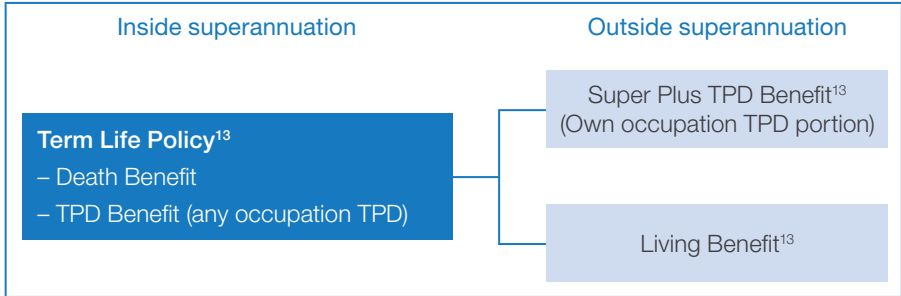 Inside superannuation
Outside superannuation
Term Life Policy¹³
– Death Benefit
– TPD Benefit (any occupation TPD)
Super Plus TPD Benefit¹³
(Own occupation TPD portion)
Living Benefit¹³